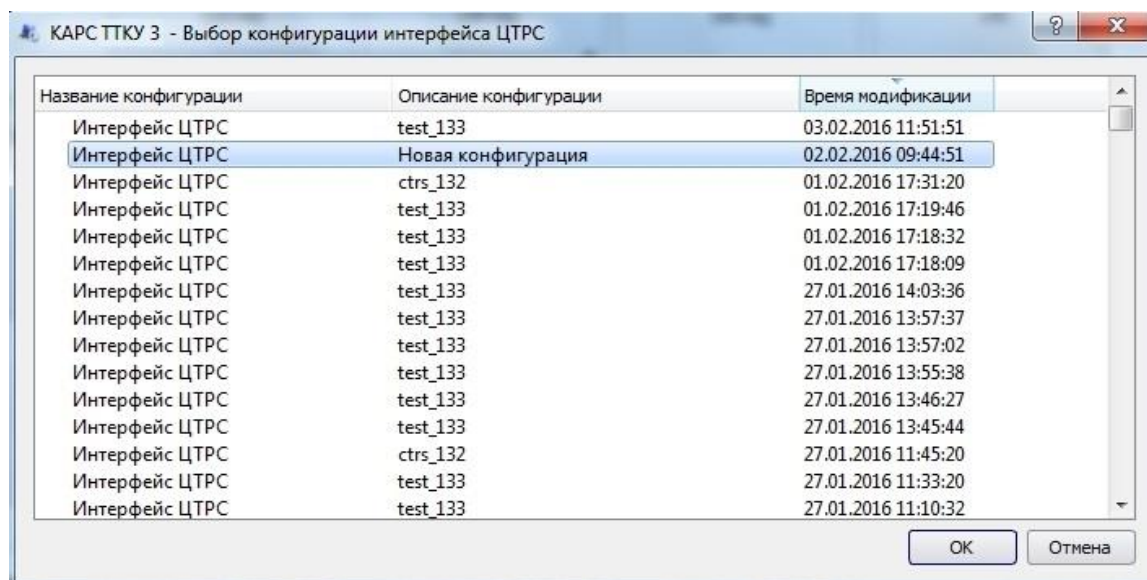 КАРС ТТКУ 3 - Выбор конфигурации интерфейса ЦТРС
Название конфигурации Описание конфигурации Время модификации
Интерфейс ЦТРС test_133 03.02.2016 11:51:51
Интерфейс ЦТРС Новая конфигурация 02.02.2016 09:44:51
Интерфейс ЦТРС ctrs_132 01.02.2016 17:31:20
Интерфейс ЦТРС test_133 01.02.2016 17:19:46
Интерфейс ЦТРС test_133 01.02.2016 17:18:32
Интерфейс ЦТРС test_133 01.02.2016 17:18:09
Интерфейс ЦТРС test_133 27.01.2016 14:03:36
Интерфейс ЦТРС test_133 27.01.2016 13:57:37
Интерфейс ЦТРС test_133 27.01.2016 13:57:02
Интерфейс ЦТРС test_133 27.01.2016 13:55:38
Интерфейс ЦТРС test_133 27.01.2016 13:46:27
Интерфейс ЦТРС test_133 27.01.2016 13:45:44
Интерфейс ЦТРС ctrs_132 27.01.2016 11:45:20
Интерфейс ЦТРС test_133 27.01.2016 11:33:20
Интерфейс ЦТРС test_133 27.01.2016 11:10:32
OK Отмена